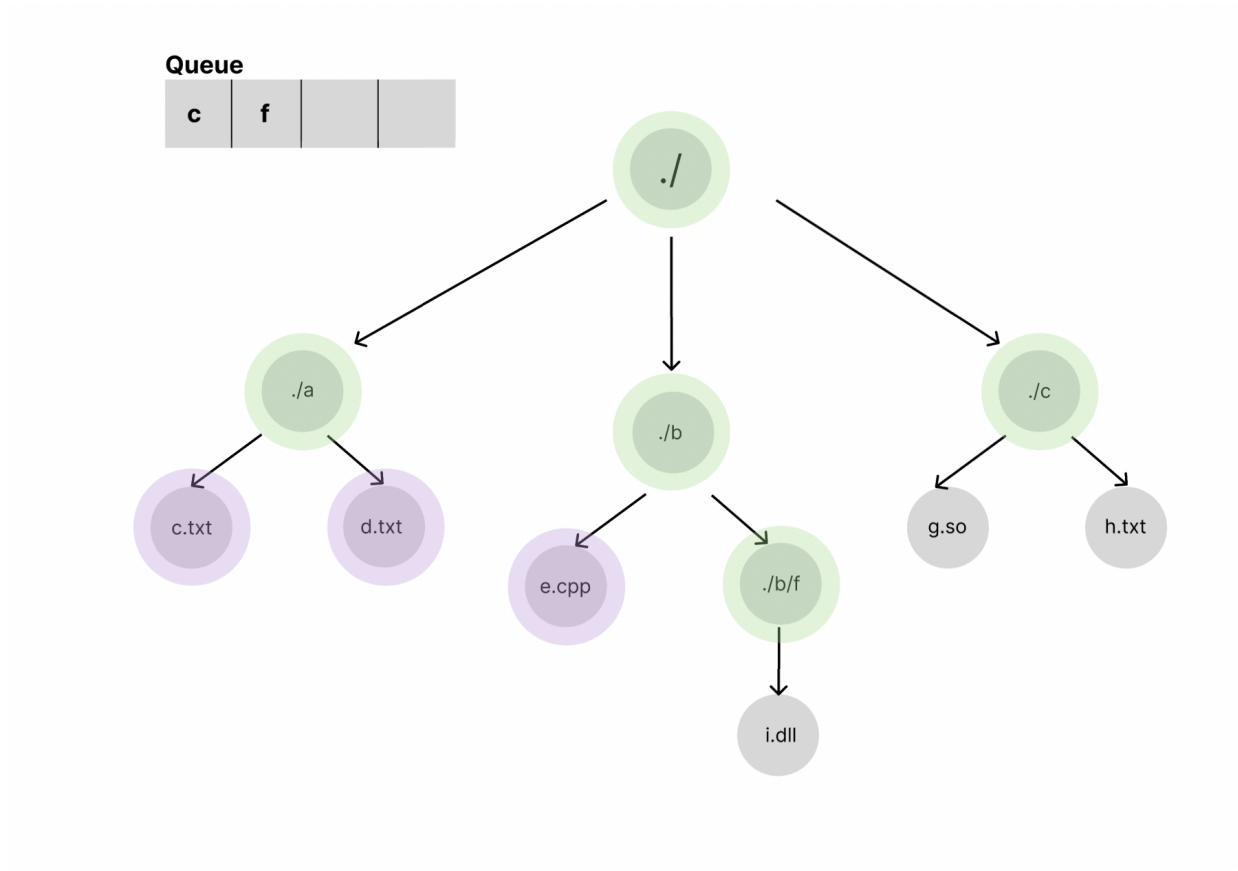 Queue
c f
./
./a
./b
./c
c.txt
d.txt
e.cpp
./b/f
g.so
h.txt
i.dll